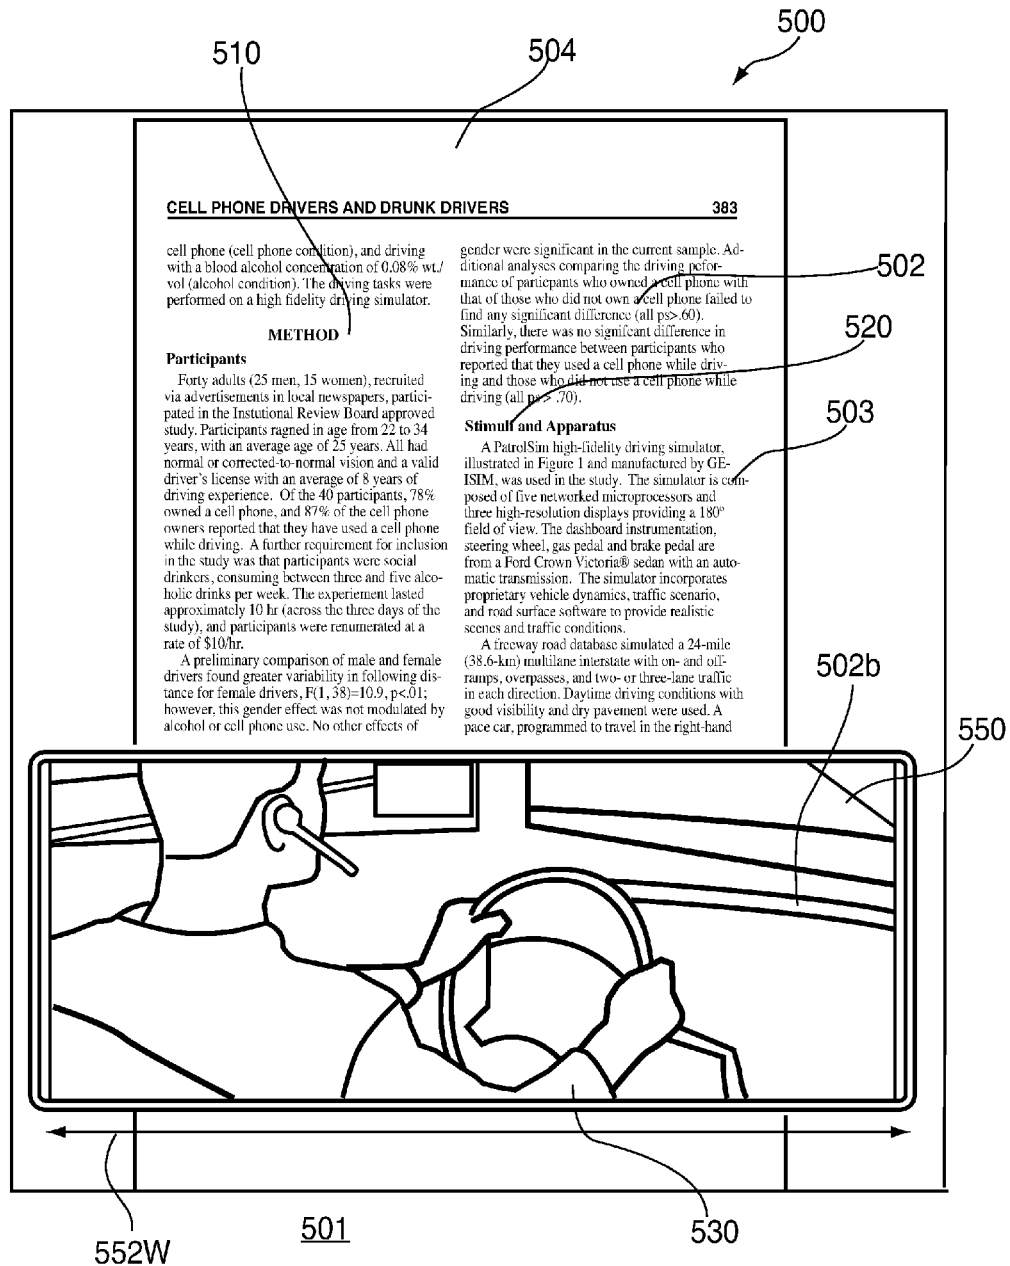 500
510
504
CELL PHONE DRIVERS AND DRUNK DRIVERS 383
cell phone (cell phone condition), and driving
with a blood alcohol concentration of 0.08% wt./
vol (alcohol condition). The driving tasks were
performed on a high fidelity driving simulator.
METHOD
Participants
Forty adults (25 men, 15 women), recruited
via advertisements in local newspapers, partici-
pated in the Instutional Review Board approved
study. Participants ragned in age from 22 to 34
years, with an average age of 25 years. All had
normal or corrected-to-normal vision and a valid
driver's license with an average of 8 years of
driving experience. Of the 40 participants, 78%
owned a cell phone, and 87% of the cell phone
owners reported that they have used a cell phone
while driving. A further requirement for inclusion
in the study was that participants were social
drinkers, consuming between three and five alco-
holic drinks per week. The experiement lasted
approximately 10 hr (across the three days of the
study), and participants were renumerated at a
rate of $10/hr.
A preliminary comparison of male and female
drivers found greater variability in following dis-
tance for female drivers, F(1, 38)=10.9, p<.01;
however, this gender effect was not modulated by
alcohol or cell phone use. No other effects of
gender were significant in the current sample. Ad-
ditional analyses comparing the driving pefor-
mance of particpants who owned a cell phone with
that of those who did not own a cell phone failed to
find any significant difference (all ps>.60).
Similarly, there was no signifcant difference in
driving performance between participants who
reported that they used a cell phone while driv-
ing and those who did not use a cell phone while
driving (all ps > .70).
Stimuli and Apparatus
A PatrolSim high-fidelity driving simulator,
illustrated in Figure 1 and manufactured by GE-
ISIM, was used in the study. The simulator is com-
posed of five networked microprocessors and
three high-resolution displays providing a 180°
field of view. The dashboard instrumentation,
steering wheel, gas pedal and brake pedal are
from a Ford Crown Victoria® sedan with an auto-
matic transmission. The simulator incorporates
proprietary vehicle dynamics, traffic scenario,
and road surface software to provide realistic
scenes and traffic conditions.
A freeway road database simulated a 24-mile
(38.6-km) multilane interstate with on- and off-
ramps, overpasses, and two- or three-lane traffic
in each direction. Daytime driving conditions with
good visibility and dry pavement were used. A
pace car, programmed to travel in the right-hand
502
520
503
502b
550
552W
501
530